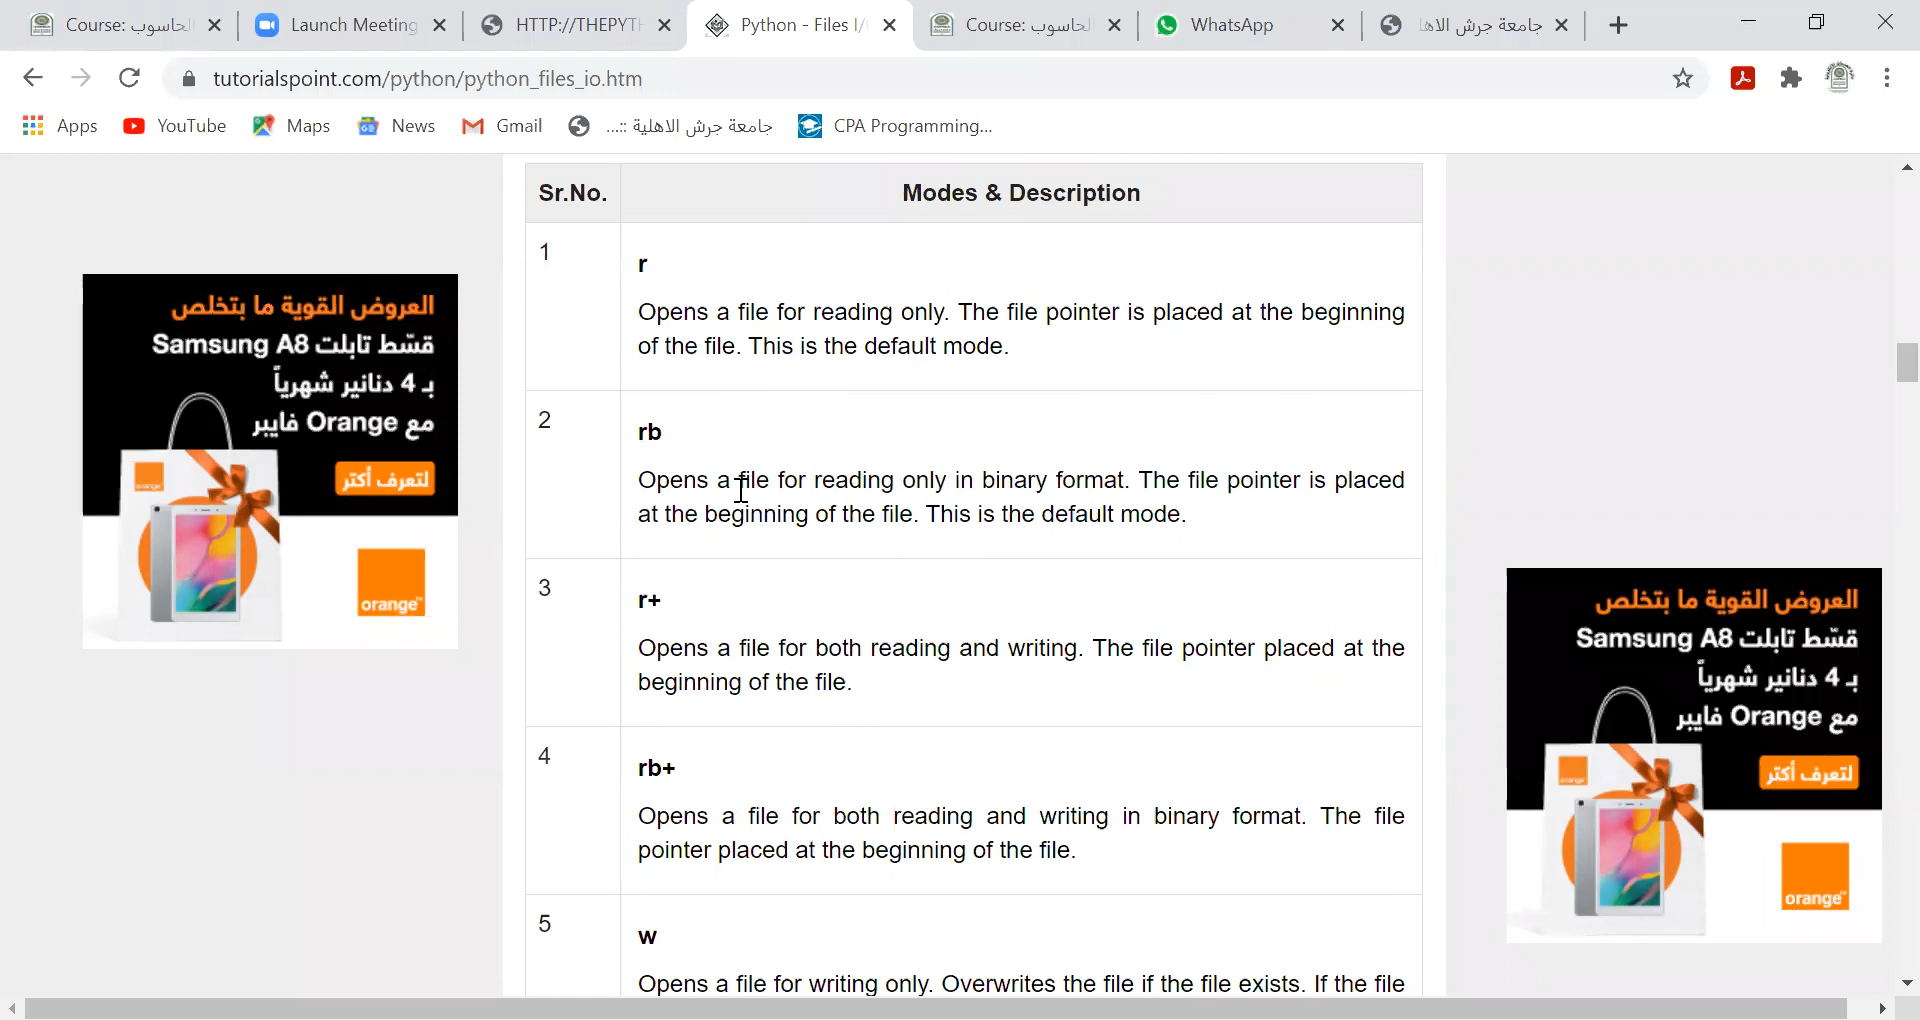 Course: الحاسوب
Launch Meeting
HTTP://THEPYTH
Python - Files I/
Course: الحاسوب
WhatsApp
جامعة جرش الاها
tutorialspoint.com/python/python_files_io.htm
Apps
YouTube
Maps
News
Gmail
جامعة جرش الاهلية ::...
CPA Programming...
Sr.No.
Modes & Description
1
r
Opens a file for reading only. The file pointer is placed at the beginning
of the file. This is the default mode.
2
rb
Opens a file for reading only in binary format. The file pointer is placed
at the beginning of the file. This is the default mode.
3
r+
Opens a file for both reading and writing. The file pointer placed at the
beginning of the file.
4
rb+
Opens a file for both reading and writing in binary format. The file
pointer placed at the beginning of the file.
5
w
Opens a file for writing only. Overwrites the file if the file exists. If the file
العروض القوية ما بتخلص
قسّط تابلت Samsung A8
بـ 4 دنانير شهرياً
مع Orange فايبر
لتعرف أكتر
orange™
العروض القوية ما بتخلص
قسّط تابلت Samsung A8
بـ 4 دنانير شهرياً
مع Orange فايبر
لتعرف أكتر
orange™